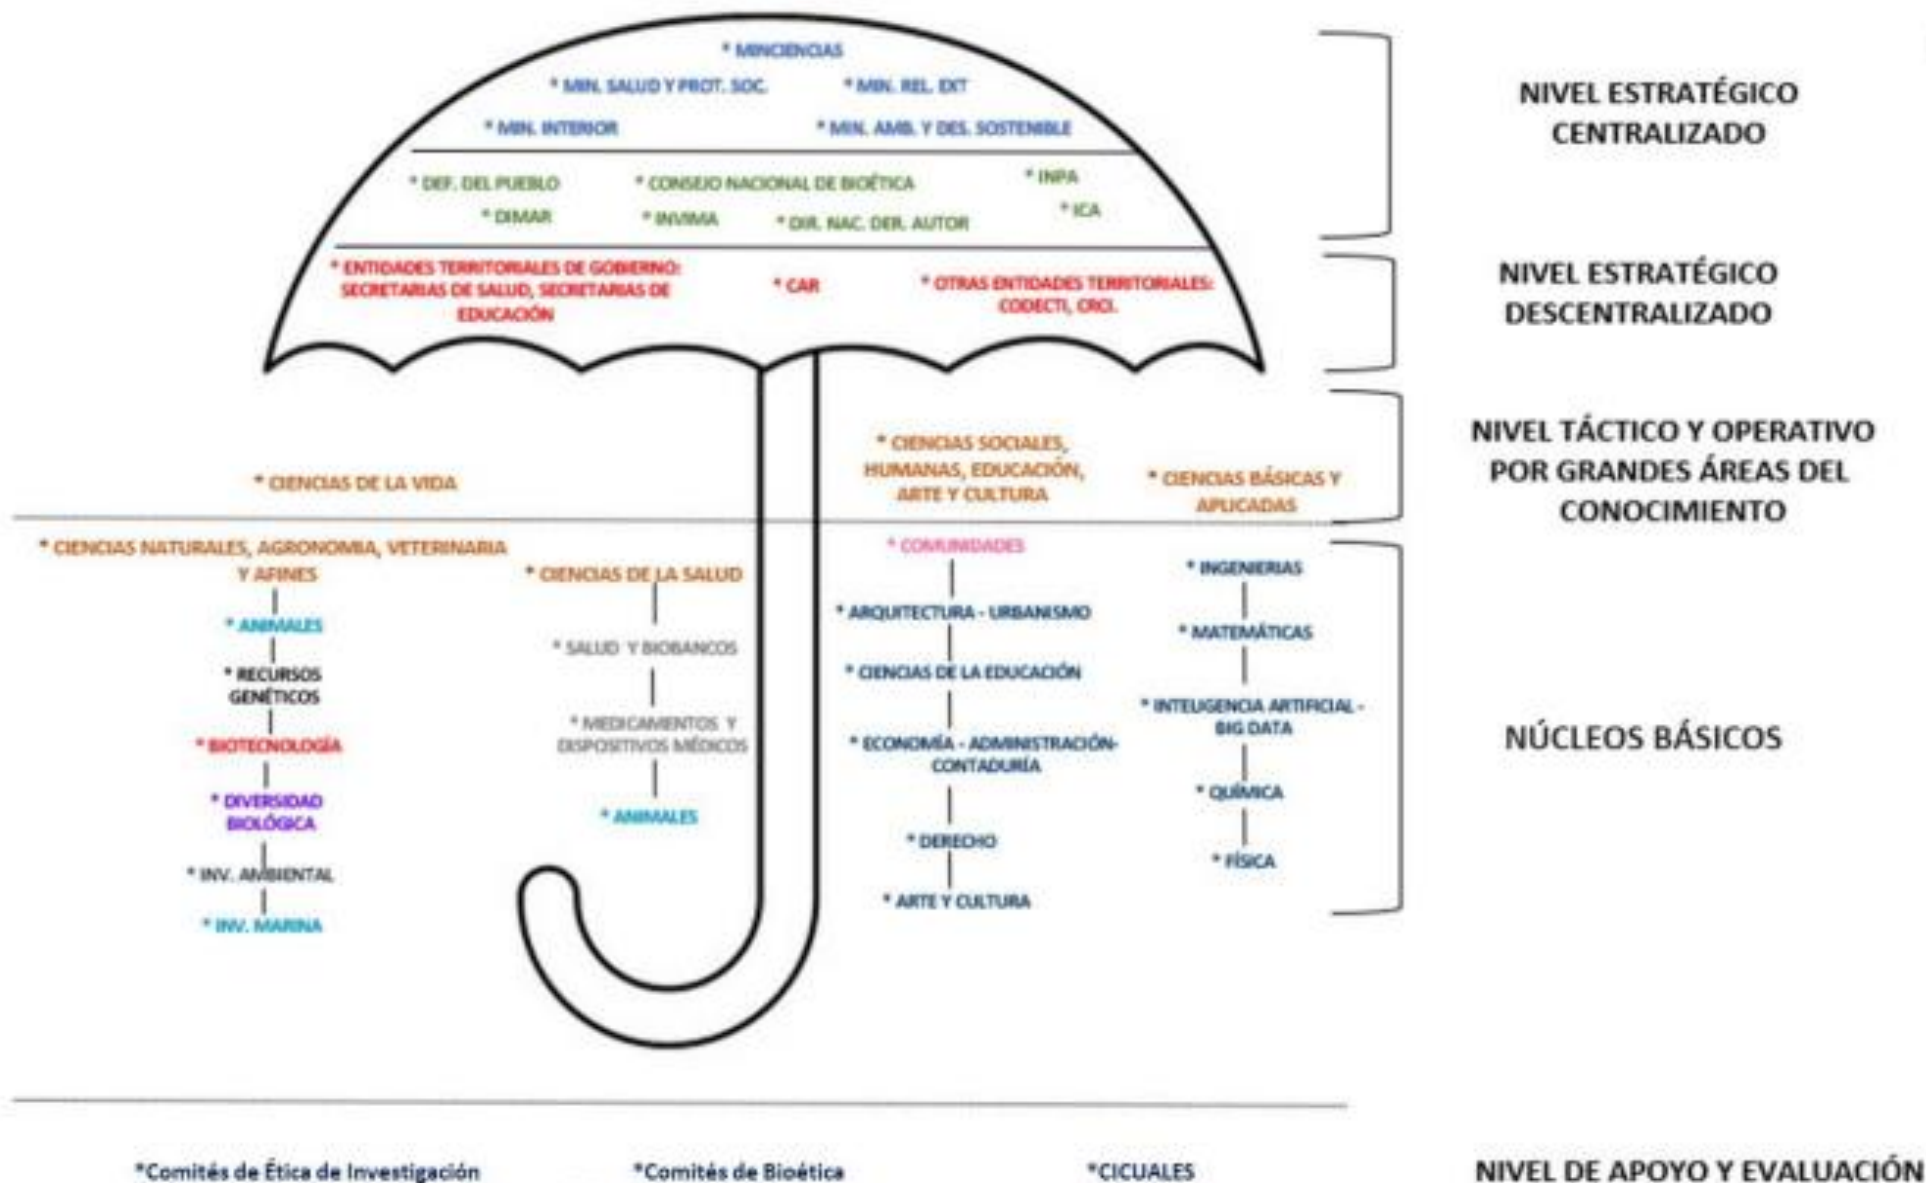 * MINCIENCIAS
* MIN. SALUD Y PROT. SOC.
* MIN. REL. EXT
* MIN. INTERIOR
* MIN. AMB. Y DES. SOSTENIBLE
* DEF. DEL PUEBLO
* CONSEJO NACIONAL DE BIOÉTICA
* INPA
* DIMAR
* INVIMA
* DIR. NAC. DER. AUTOR
* ICA
NIVEL ESTRATÉGICO
CENTRALIZADO
* ENTIDADES TERRITORIALES DE GOBIERNO:
SECRETARIAS DE SALUD, SECRETARIAS DE
EDUCACIÓN
* CAR
* OTRAS ENTIDADES TERRITORIALES:
CODECTI, CRCI.
NIVEL ESTRATÉGICO
DESCENTRALIZADO
* CIENCIAS DE LA VIDA
* CIENCIAS SOCIALES,
HUMANAS, EDUCACIÓN,
ARTE Y CULTURA
* CIENCIAS BÁSICAS Y
APLICADAS
NIVEL TÁCTICO Y OPERATIVO
POR GRANDES ÁREAS DEL
CONOCIMIENTO
* CIENCIAS NATURALES, AGRONOMIA, VETERINARIA
Y AFINES
* ANIMALES
* RECURSOS
GENÉTICOS
* BIOTECNOLOGÍA
* DIVERSIDAD
BIOLÓGICA
* INV. AMBIENTAL
* INV. MARINA
* CIENCIAS DE LA SALUD
* SALUD Y BIOBANCOS
* MEDICAMENTOS Y
DISPOSITIVOS MÉDICOS
* ANIMALES
* COMUNIDADES
* ARQUITECTURA - URBANISMO
* CIENCIAS DE LA EDUCACIÓN
* ECONOMÍA - ADMINISTRACIÓN-
CONTADURÍA
* DERECHO
* ARTE Y CULTURA
* INGENIERIAS
* MATEMÁTICAS
* INTELIGENCIA ARTIFICIAL -
BIG DATA
* QUÍMICA
* FÍSICA
NÚCLEOS BÁSICOS
*Comités de Ética de Investigación
*Comités de Bioética
*CICUALES
NIVEL DE APOYO Y EVALUACIÓN